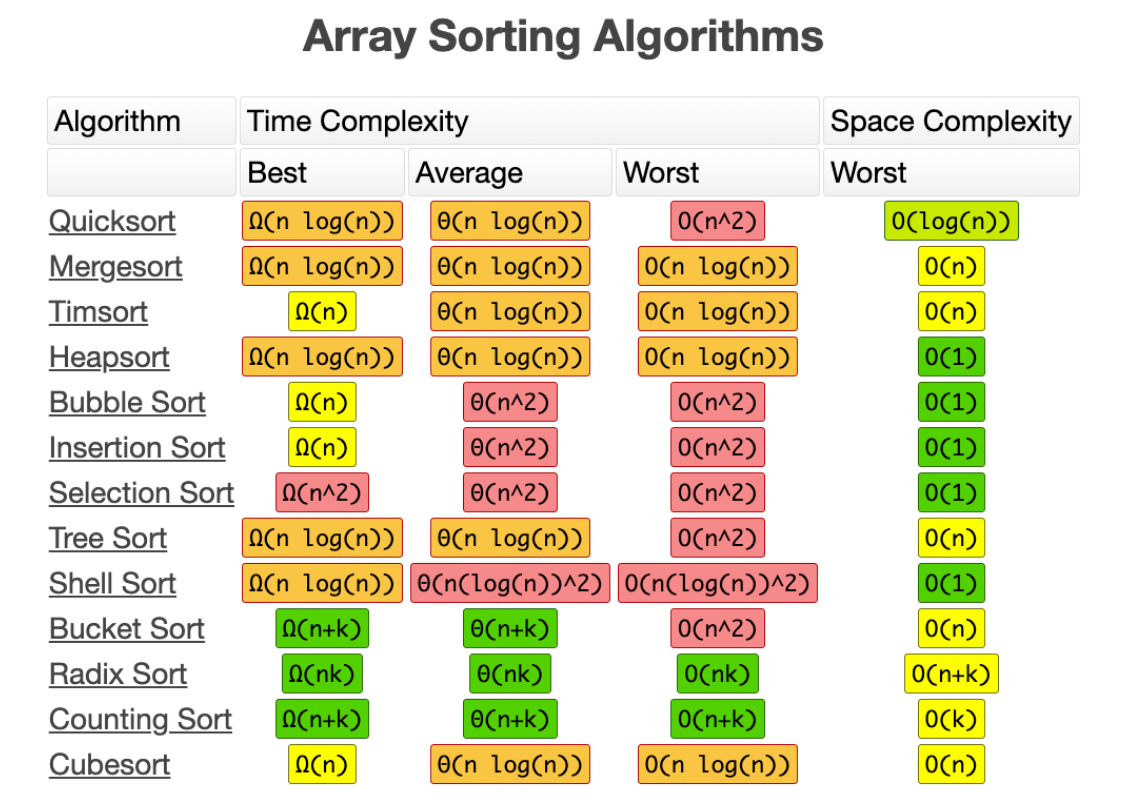 Array Sorting Algorithms
Algorithm Time Complexity Space Complexity
Best Average Worst Worst
Quicksort Ω(n log(n)) Θ(n log(n)) O(n^2) O(log(n))
Mergesort Ω(n log(n)) Θ(n log(n)) O(n log(n)) O(n)
Timsort Ω(n) Θ(n log(n)) O(n log(n)) O(n)
Heapsort Ω(n log(n)) Θ(n log(n)) O(n log(n)) O(1)
Bubble Sort Ω(n) Θ(n^2) O(n^2) O(1)
Insertion Sort Ω(n) Θ(n^2) O(n^2) O(1)
Selection Sort Ω(n^2) Θ(n^2) O(n^2) O(1)
Tree Sort Ω(n log(n)) Θ(n log(n)) O(n^2) O(n)
Shell Sort Ω(n log(n)) Θ(n(log(n))^2) O(n(log(n))^2) O(1)
Bucket Sort Ω(n+k) Θ(n+k) O(n^2) O(n)
Radix Sort Ω(nk) Θ(nk) O(nk) O(n+k)
Counting Sort Ω(n+k) Θ(n+k) O(n+k) O(k)
Cubesort Ω(n) Θ(n log(n)) O(n log(n)) O(n)